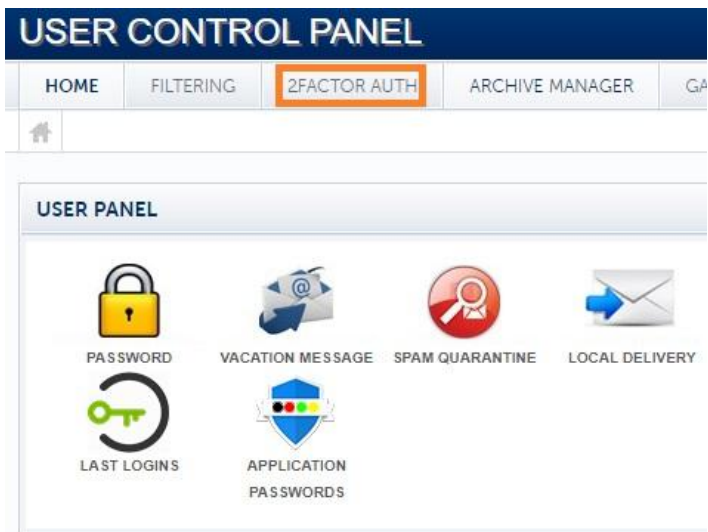 USER CONTROL PANEL
HOME FILTERING 2FACTOR AUTH ARCHIVE MANAGER GA
USER PANEL
@
PASSWORD VACATION MESSAGE SPAM QUARANTINE LOCAL DELIVERY
LAST LOGINS APPLICATION
PASSWORDS